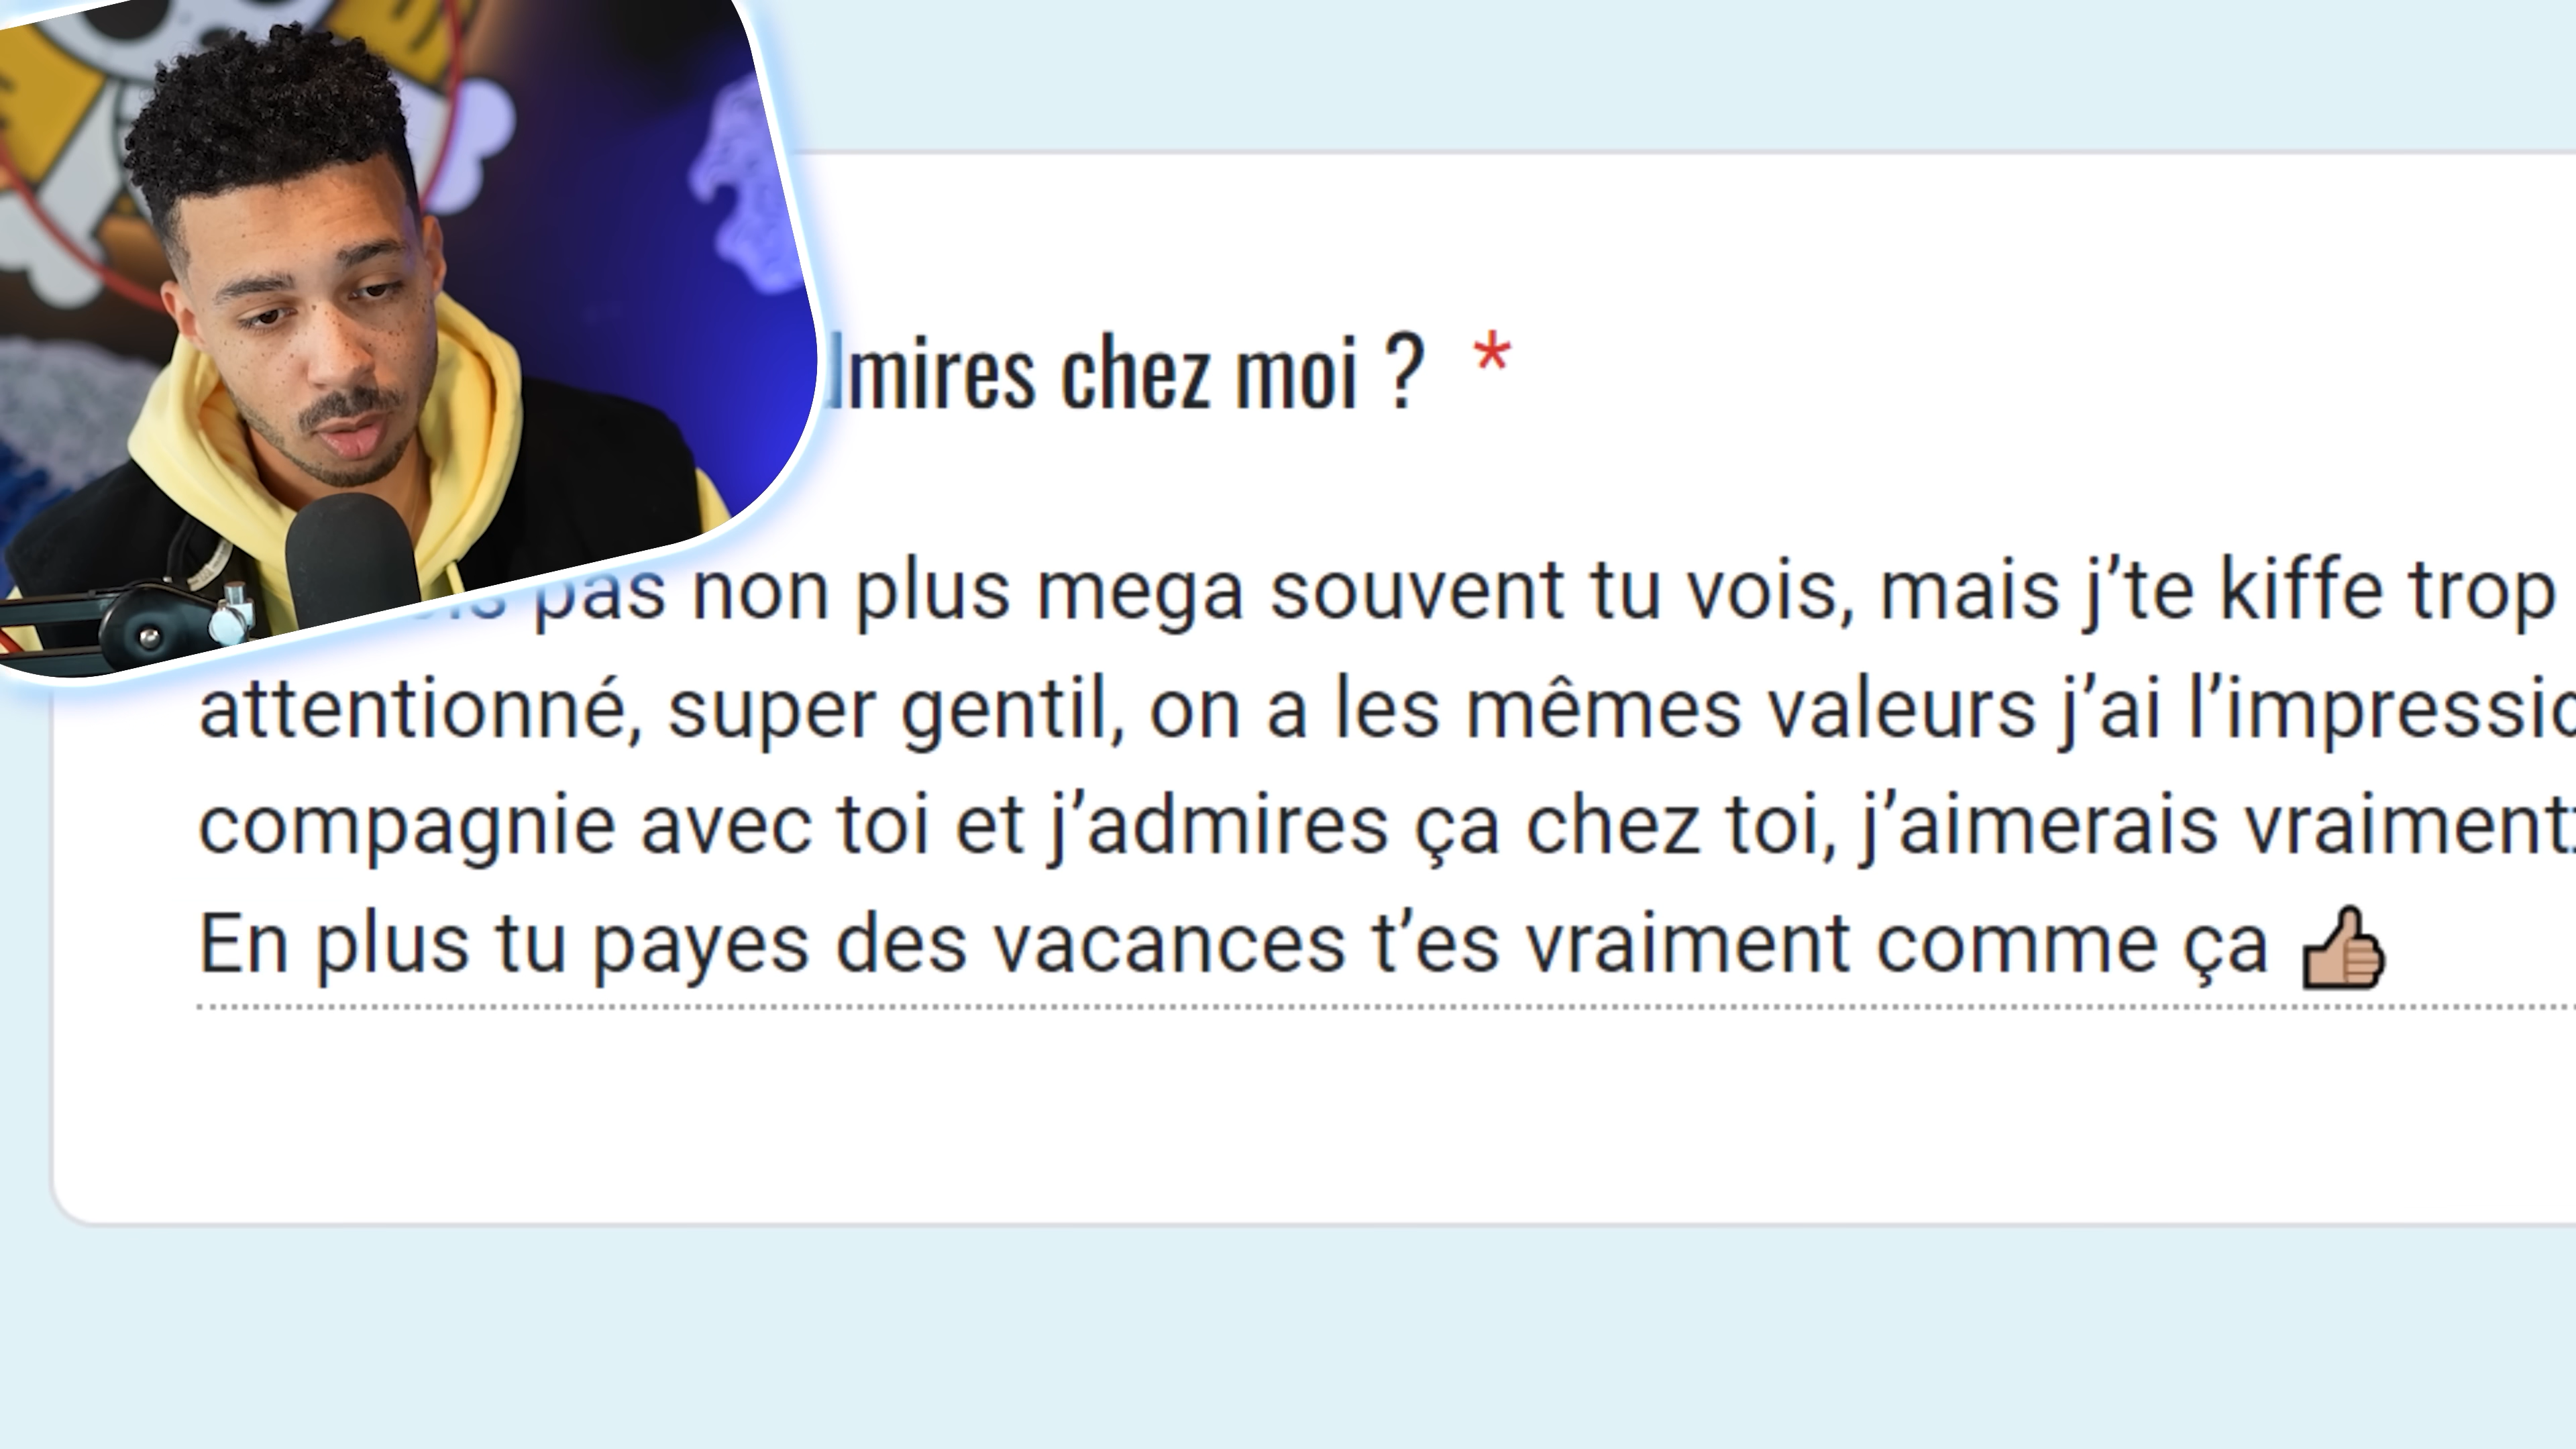 admires chez moi ? *
pas non plus mega souvent tu vois, mais j’te kiffe trop
attentionné, super gentil, on a les mêmes valeurs j’ai l’impressio
compagnie avec toi et j’admires ça chez toi, j’aimerais vraiment
En plus tu payes des vacances t’es vraiment comme ça 👍🏼